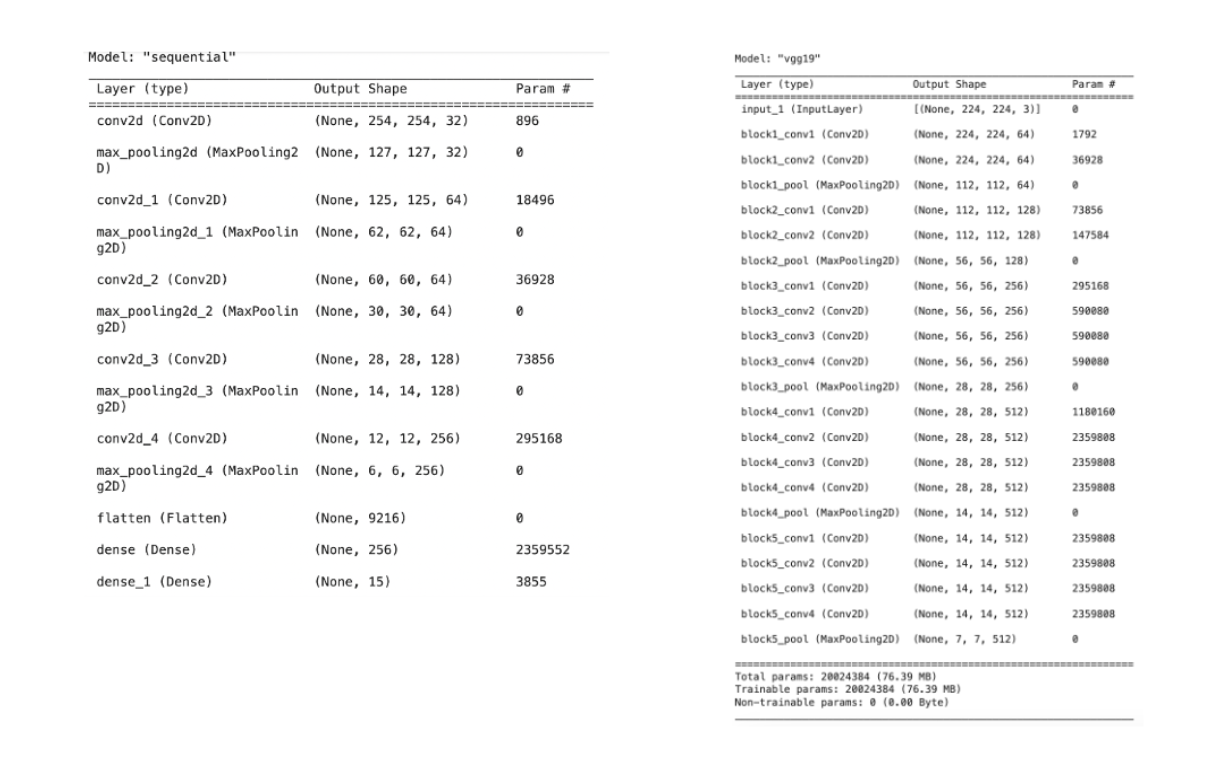 Model: "sequential"
Layer (type) Output Shape Param #
conv2d (Conv2D) (None, 254, 254, 32) 896
max_pooling2d (MaxPooling2 (None, 127, 127, 32) 0
D)
conv2d_1 (Conv2D) (None, 125, 125, 64) 18496
max_pooling2d_1 (MaxPoolin (None, 62, 62, 64) 0
g2D)
conv2d_2 (Conv2D) (None, 60, 60, 64) 36928
max_pooling2d_2 (MaxPoolin (None, 30, 30, 64) 0
g2D)
conv2d_3 (Conv2D) (None, 28, 28, 128) 73856
max_pooling2d_3 (MaxPoolin (None, 14, 14, 128) 0
g2D)
conv2d_4 (Conv2D) (None, 12, 12, 256) 295168
max_pooling2d_4 (MaxPoolin (None, 6, 6, 256) 0
g2D)
flatten (Flatten) (None, 9216) 0
dense (Dense) (None, 256) 2359552
dense_1 (Dense) (None, 15) 3855
Model: "vgg19"
Layer (type) Output Shape Param #
input_1 (InputLayer) [(None, 224, 224, 3)] 0
block1_conv1 (Conv2D) (None, 224, 224, 64) 1792
block1_conv2 (Conv2D) (None, 224, 224, 64) 36928
block1_pool (MaxPooling2D) (None, 112, 112, 64) 0
block2_conv1 (Conv2D) (None, 112, 112, 128) 73856
block2_conv2 (Conv2D) (None, 112, 112, 128) 147584
block2_pool (MaxPooling2D) (None, 56, 56, 128) 0
block3_conv1 (Conv2D) (None, 56, 56, 256) 295168
block3_conv2 (Conv2D) (None, 56, 56, 256) 590080
block3_conv3 (Conv2D) (None, 56, 56, 256) 590080
block3_conv4 (Conv2D) (None, 56, 56, 256) 590080
block3_pool (MaxPooling2D) (None, 28, 28, 256) 0
block4_conv1 (Conv2D) (None, 28, 28, 512) 1180160
block4_conv2 (Conv2D) (None, 28, 28, 512) 2359808
block4_conv3 (Conv2D) (None, 28, 28, 512) 2359808
block4_conv4 (Conv2D) (None, 28, 28, 512) 2359808
block4_pool (MaxPooling2D) (None, 14, 14, 512) 0
block5_conv1 (Conv2D) (None, 14, 14, 512) 2359808
block5_conv2 (Conv2D) (None, 14, 14, 512) 2359808
block5_conv3 (Conv2D) (None, 14, 14, 512) 2359808
block5_conv4 (Conv2D) (None, 14, 14, 512) 2359808
block5_pool (MaxPooling2D) (None, 7, 7, 512) 0
Total params: 20024384 (76.39 MB)
Trainable params: 20024384 (76.39 MB)
Non-trainable params: 0 (0.00 Byte)